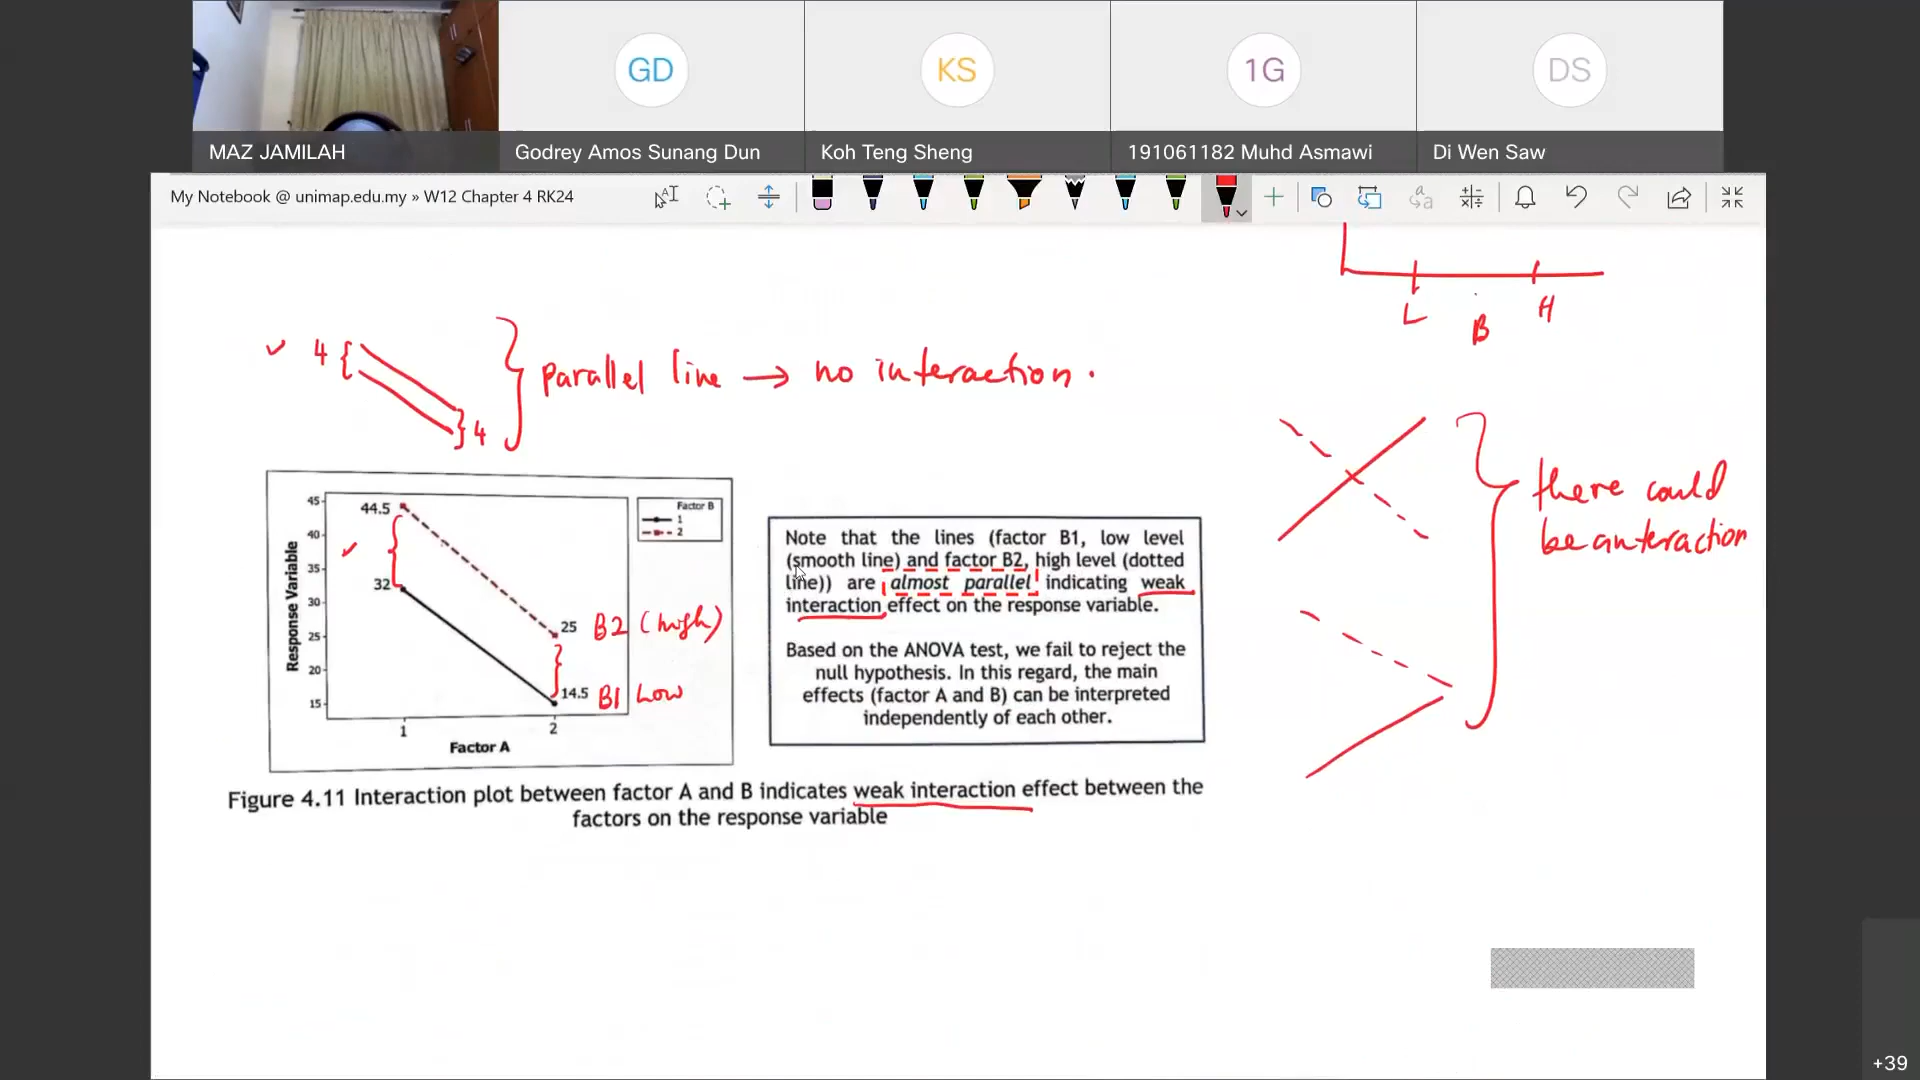 GD
KS
1G
DS
MAZ JAMILAH
Godrey Amos Sunang Dun
Koh Teng Sheng
191061182 Muhd Asmawi
Di Wen Saw
My Notebook @ unimap.edu.my » W12 Chapter 4 RK24
L
B
H
4
4
parallel line → no interaction.
there could
be anteraction
45
40
35
30
25
20
15
Response Variable
44.5
32
25
14.5
B2 (high)
B1 Low
1
2
Factor A
Factor B
1
2
Note that the lines (factor B1, low level
(smooth line) and factor B2, high level (dotted
line)) are almost parallel indicating weak
interaction effect on the response variable.
Based on the ANOVA test, we fail to reject the
null hypothesis. In this regard, the main
effects (factor A and B) can be interpreted
independently of each other.
Figure 4.11 Interaction plot between factor A and B indicates weak interaction effect between the
factors on the response variable
+39